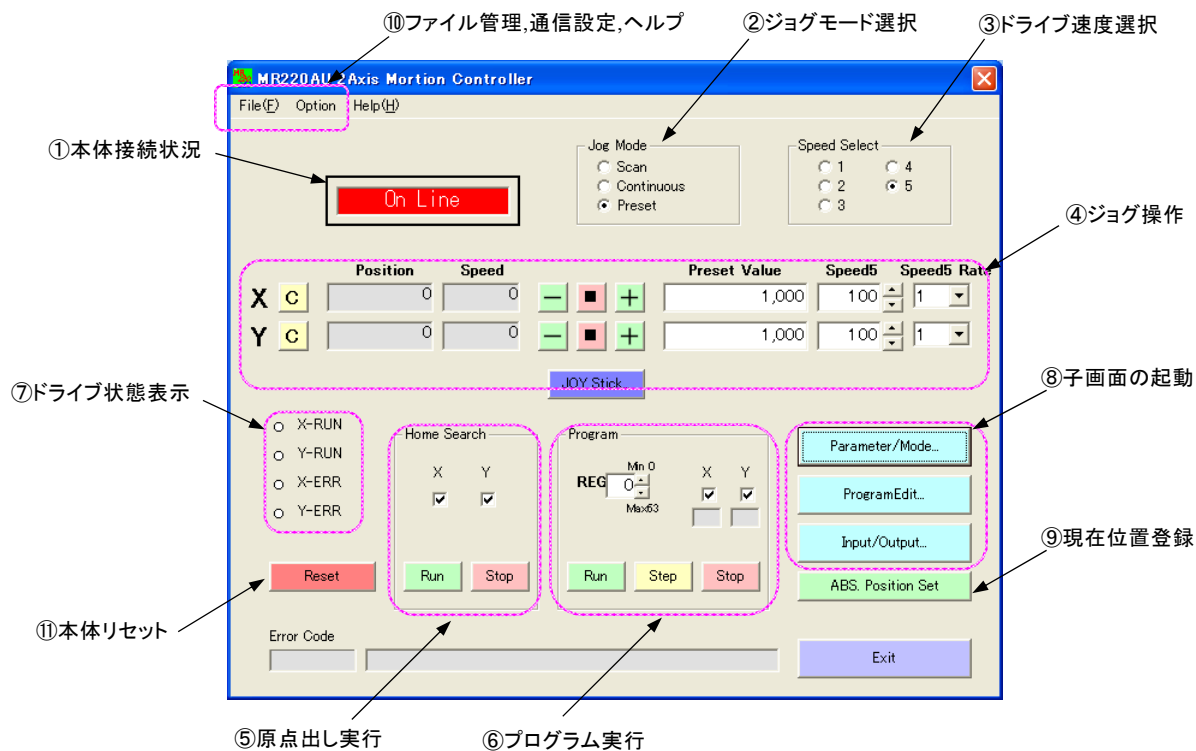 ⑩ファイル管理,通信設定,ヘルプ
②ジョグモード選択
③ドライブ速度選択
MR220AU 2Axis Mortion Controller
File(F) Option Help(H)
①本体接続状況
On Line
Jog Mode
Scan
Continuous
Preset
Speed Select
1 4
2 5
3
④ジョグ操作
Position Speed Preset Value Speed5 Speed5 Rate
X C 0 0 － ■ ＋ 1,000 100 1
Y C 0 0 － ■ ＋ 1,000 100 1
JOY Stick...
⑦ドライブ状態表示
X-RUN
Y-RUN
X-ERR
Y-ERR
Home Search
X Y
Run Stop
Program
REG 0
Min 0
Max63
X Y
Run Step Stop
⑧子画面の起動
Parameter/Mode...
ProgramEdit...
Input/Output...
⑨現在位置登録
ABS. Position Set
Reset
⑪本体リセット
Error Code
Exit
⑤原点出し実行
⑥プログラム実行